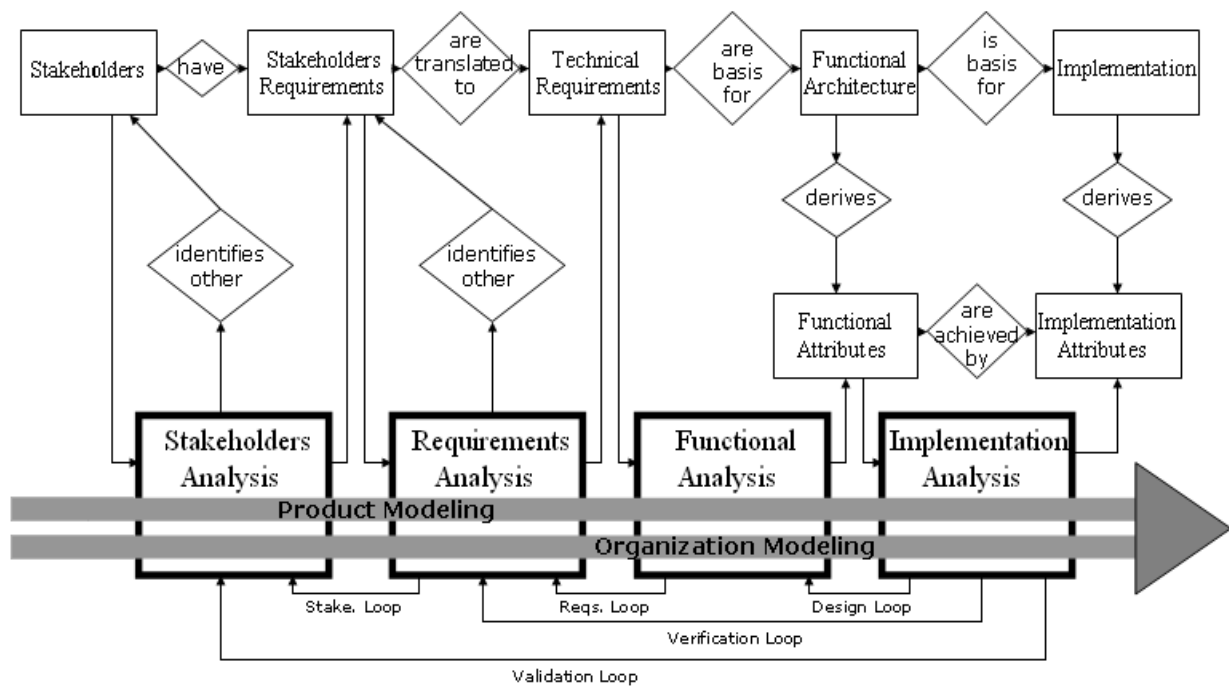 Stakeholders
have
Stakeholders
Requirements
are
translated
to
Technical
Requirements
are
basis
for
Functional
Architecture
is
basis
for
Implementation
derives
derives
identifies
other
identifies
other
Functional
Attributes
are
achieved
by
Implementation
Attributes
Stakeholders
Analysis
Requirements
Analysis
Functional
Analysis
Implementation
Analysis
Product Modeling
Organization Modeling
Stake. Loop
Reqs. Loop
Design Loop
Verification Loop
Validation Loop